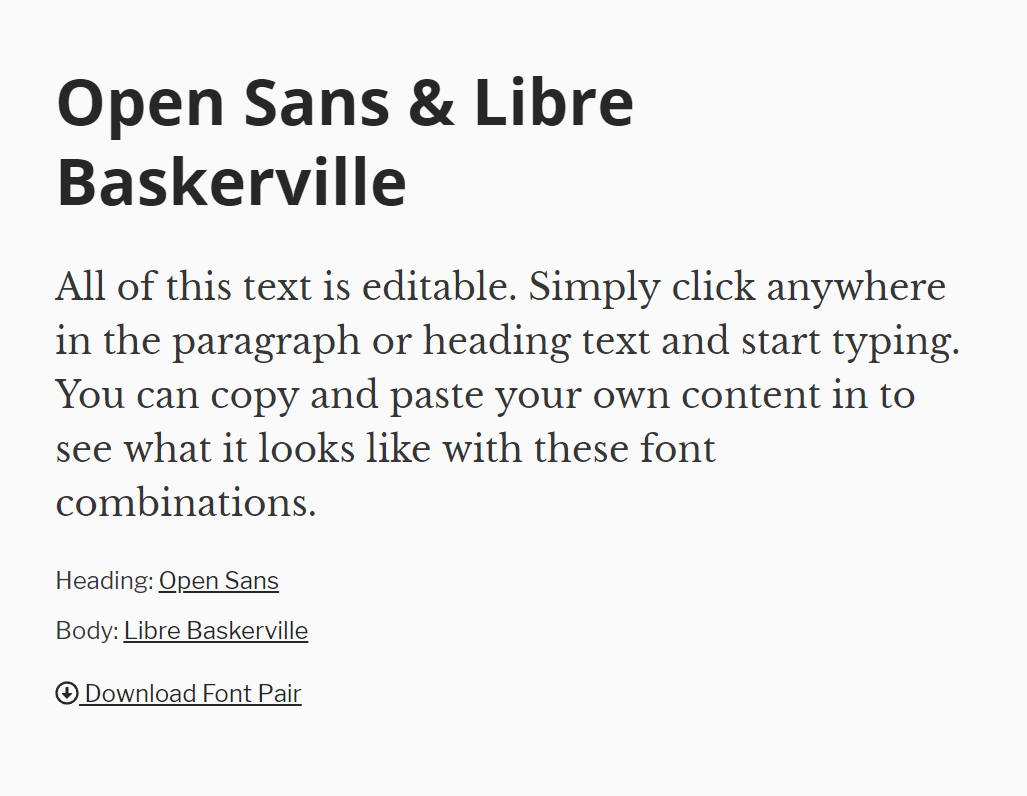 Open Sans & Libre
Baskerville
All of this text is editable. Simply click anywhere
in the paragraph or heading text and start typing.
You can copy and paste your own content in to
see what it looks like with these font
combinations.
Heading: Open Sans
Body: Libre Baskerville
Download Font Pair